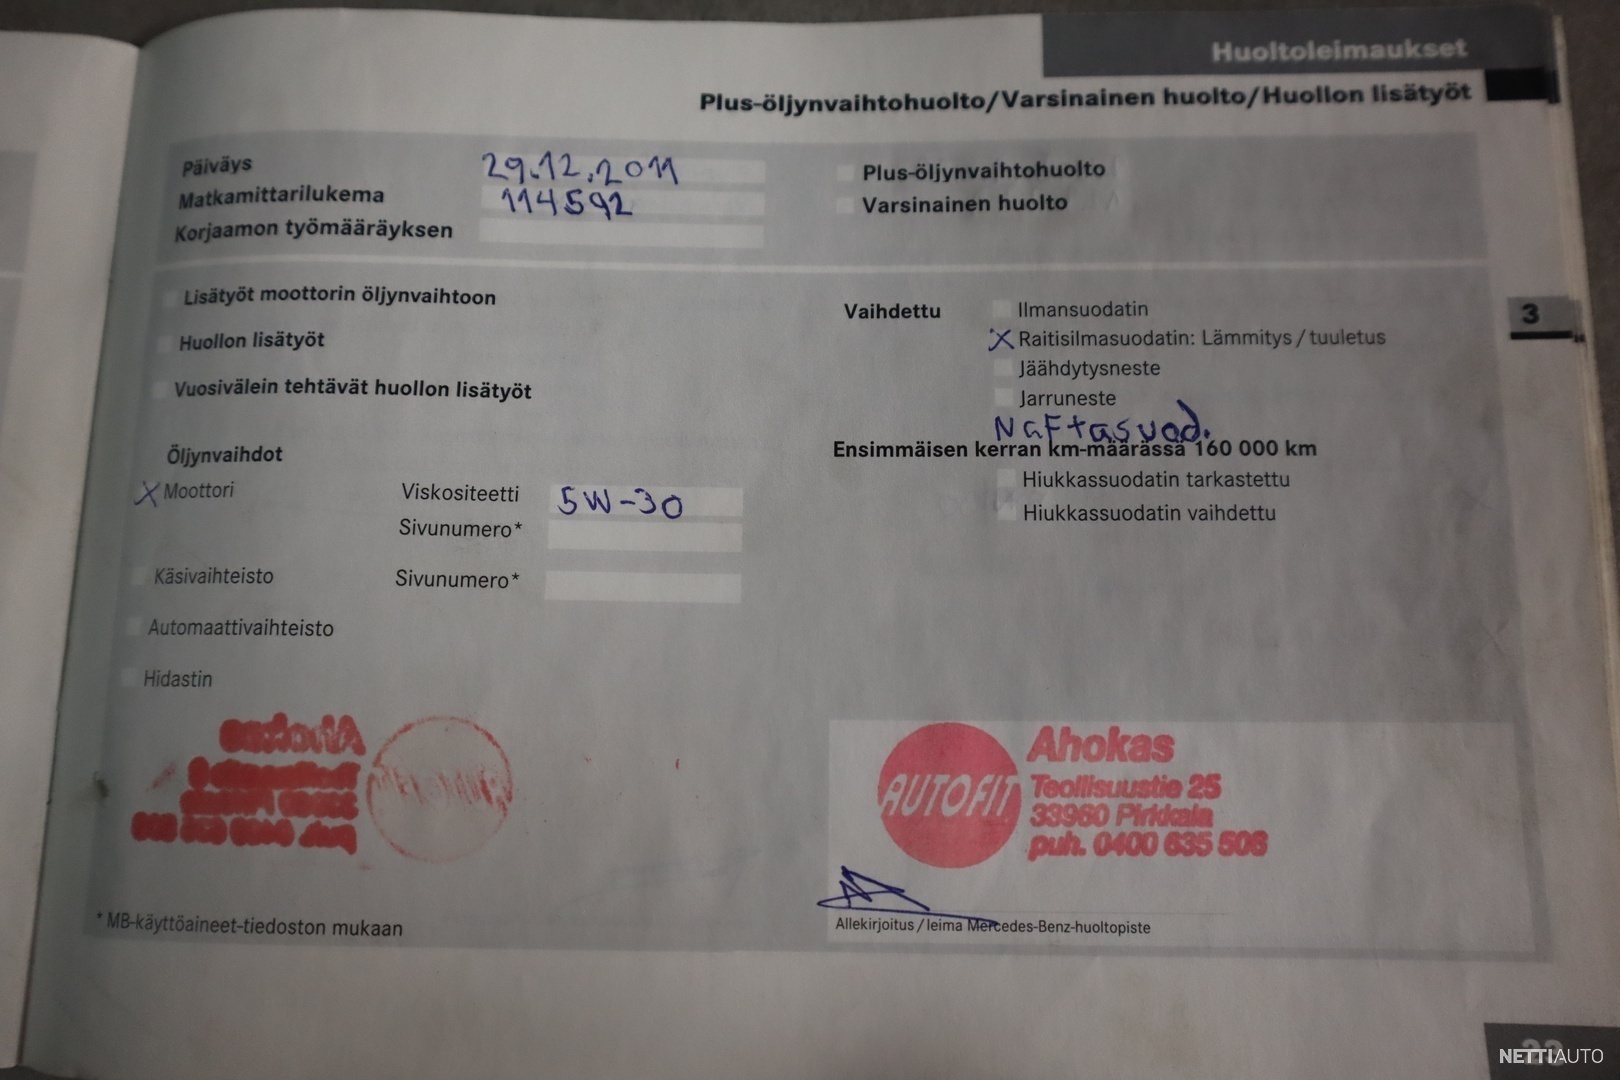 Huoltoleimaukset
Plus-öljynvaihtohuolto/Varsinainen huolto/Huollon lisätyöt
Päiväys 29.12.2011
Matkamittarilukema 114592
Korjaamon työmääräyksen
Plus-öljynvaihtohuolto
Varsinainen huolto
Lisätyöt moottorin öljynvaihtoon
Huollon lisätyöt
Vuosivälein tehtävät huollon lisätyöt
Vaihdettu
Ilmansuodatin
X Raitisilmasuodatin: Lämmitys / tuuletus
Jäähdytysneste
Jarruneste
Naftasuod.
Ensimmäisen kerran km-määrässä 160 000 km
Hiukkassuodatin tarkastettu
Hiukkassuodatin vaihdettu
3
Öljynvaihdot
X Moottori Viskositeetti 5W-30
Sivunumero*
Käsivaihteisto Sivunumero*
Automaattivaihteisto
Hidastin
AUTOFIT
Ahokas
Teollisuustie 25
33960 Pirkkala
puh. 0400 635 506
Allekirjoitus / leima Mercedes-Benz-huoltopiste
* MB-käyttöaineet-tiedoston mukaan
NETTIAUTO